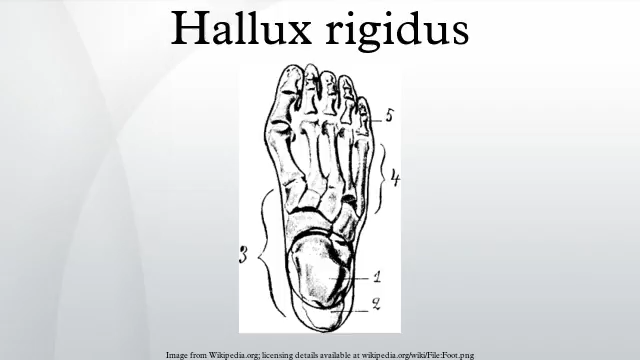 Hallux rigidus
5
4
3
1
2
Image from Wikipedia.org; licensing details available at wikipedia.org/wiki/File:Foot.png